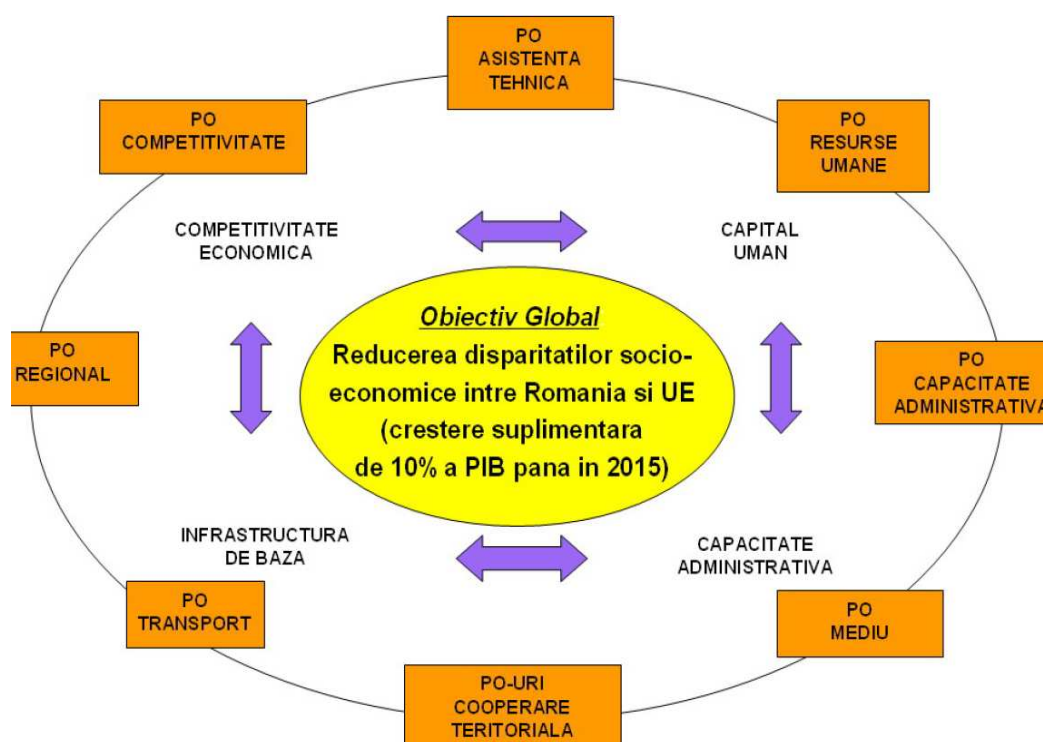 PO
ASISTENTA
TEHNICA
PO
COMPETITIVITATE
PO
RESURSE
UMANE
COMPETITIVITATE
ECONOMICA
CAPITAL
UMAN
Obiectiv Global
Reducerea disparitatilor socio-
economice intre Romania si UE
(crestere suplimentara
de 10% a PIB pana in 2015)
PO
REGIONAL
PO
CAPACITATE
ADMINISTRATIVA
INFRASTRUCTURA
DE BAZA
CAPACITATE
ADMINISTRATIVA
PO
TRANSPORT
PO
MEDIU
PO-URI
COOPERARE
TERITORIALA